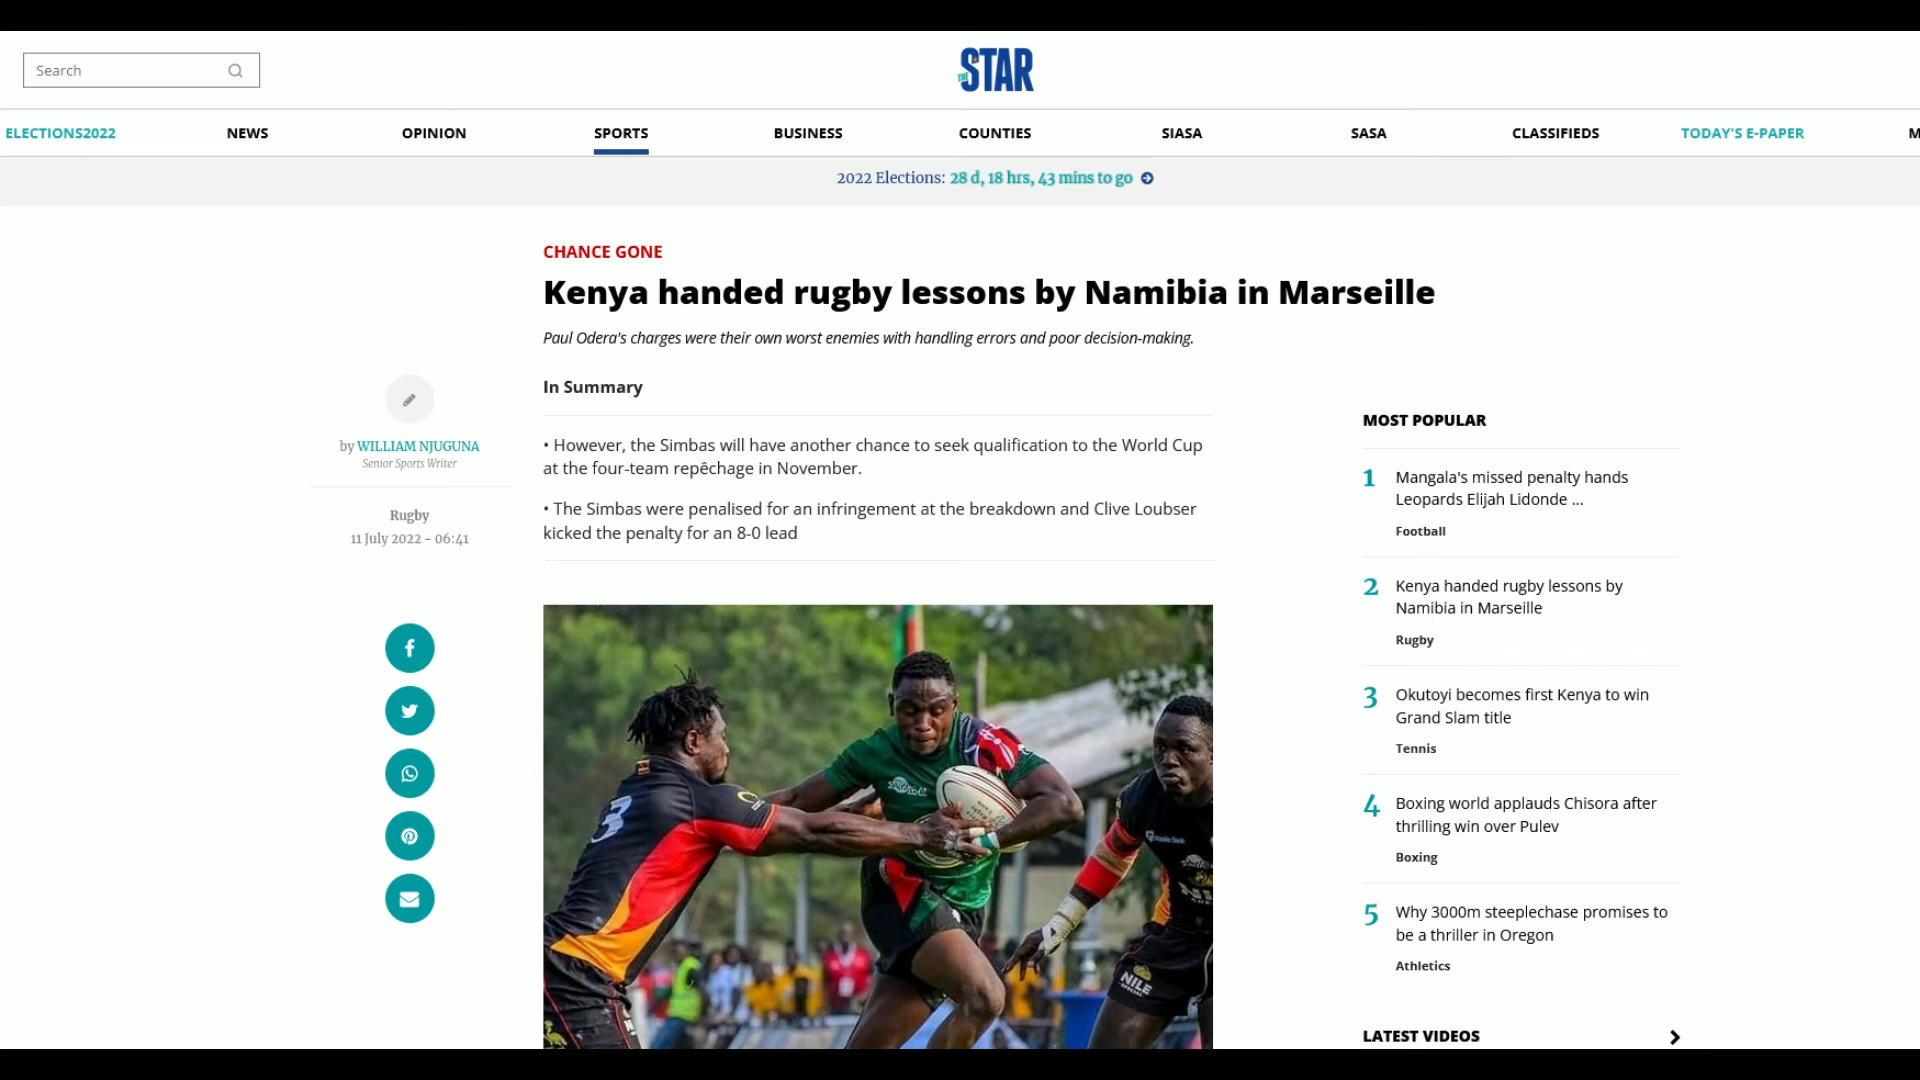 Search
THE STAR
ELECTIONS2022 NEWS OPINION SPORTS BUSINESS COUNTIES SIASA SASA CLASSIFIEDS TODAY'S E-PAPER M
2022 Elections: 28 d, 18 hrs, 43 mins to go
CHANCE GONE
Kenya handed rugby lessons by Namibia in Marseille
Paul Odera's charges were their own worst enemies with handling errors and poor decision-making.
by WILLIAM NJUGUNA
Senior Sports Writer
Rugby
11 July 2022 - 06:41
In Summary
• However, the Simbas will have another chance to seek qualification to the World Cup
at the four-team repêchage in November.
• The Simbas were penalised for an infringement at the breakdown and Clive Loubser
kicked the penalty for an 8-0 lead
3
NILE
SPECIAL
MOST POPULAR
1 Mangala's missed penalty hands
Leopards Elijah Lidonde ...
Football
2 Kenya handed rugby lessons by
Namibia in Marseille
Rugby
3 Okutoyi becomes first Kenya to win
Grand Slam title
Tennis
4 Boxing world applauds Chisora after
thrilling win over Pulev
Boxing
5 Why 3000m steeplechase promises to
be a thriller in Oregon
Athletics
LATEST VIDEOS